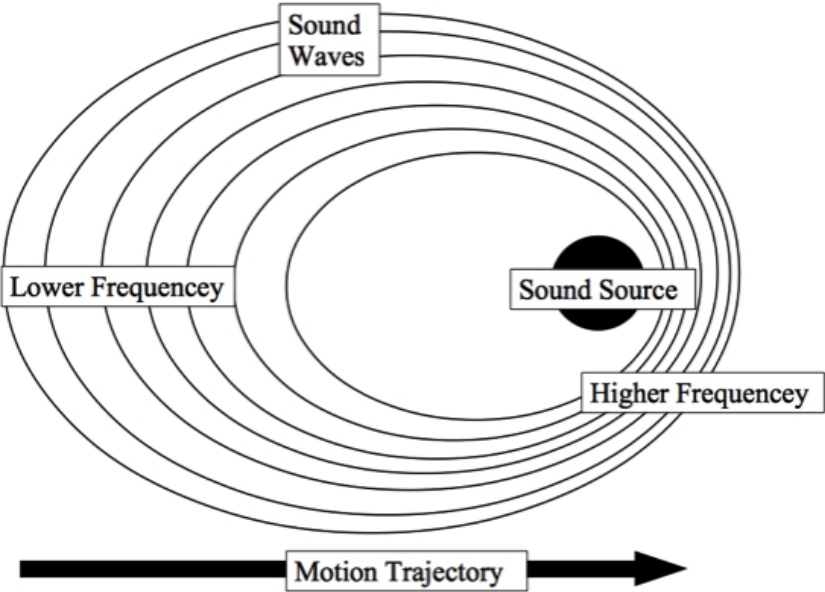 Sound
Waves
Lower Frequencey
Sound Source
Higher Frequencey
Motion Trajectory